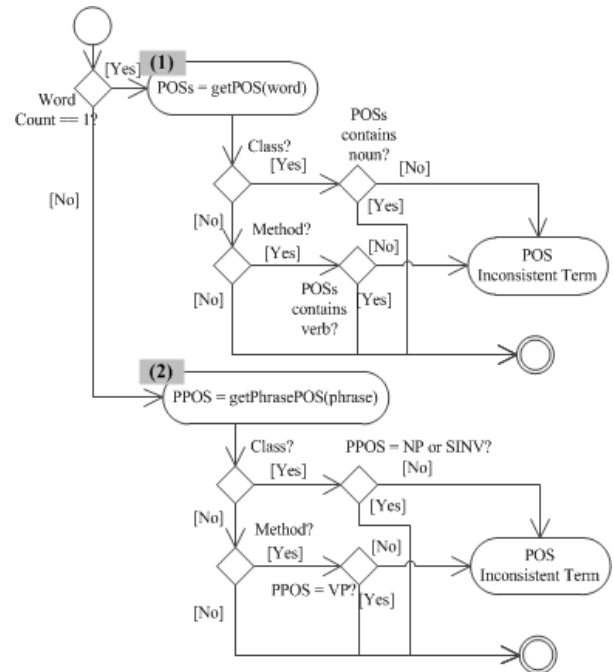 [Yes]
(1)
POSs = getPOS(word)
Word
Count == 1?
[No]
Class?
[Yes]
POSs
contains
noun?
[No]
[Yes]
[No]
Method?
[Yes]
[No]
POS
Inconsistent Term
[No]
POSs
contains
verb?
[Yes]
(2)
PPOS = getPhrasePOS(phrase)
Class?
[Yes]
PPOS = NP or SINV?
[No]
[Yes]
[No]
Method?
[Yes]
[No]
POS
Inconsistent Term
[No]
PPOS = VP?
[Yes]